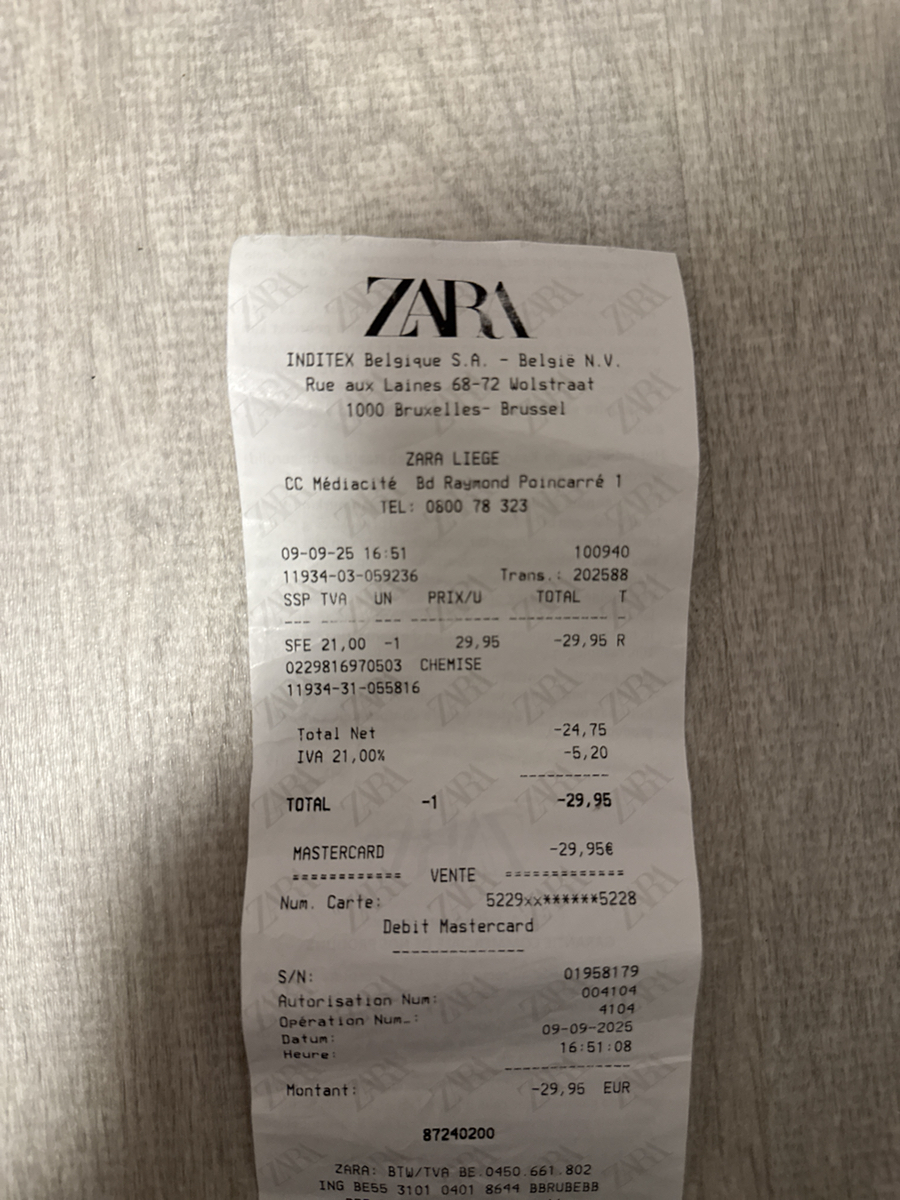 ZARA
INDITEX Belgique S.A. - België N.V.
Rue aux Laines 68-72 Wolstraat
1000 Bruxelles- Brussel
ZARA LIEGE
CC Médiacité Bd Raymond Poincarré 1
TEL: 0800 78 323
09-09-25 16:51 100940
11934-03-059236 Trans.: 202588
SSP TVA UN PRIX/U TOTAL T
--- ----- --- ---------- ----------- -
SFE 21,00 -1 29,95 -29,95 R
0229816970503 CHEMISE
11934-31-055816
Total Net -24,75
IVA 21,00% -5,20
----------
TOTAL -1 -29,95
MASTERCARD -29,95€
============ VENTE =============
Num. Carte: 5229xx******5228
Debit Mastercard
--------------
S/N: 01958179
Autorisation Num: 004104
Opération Num.: 4104
Datum: 09-09-2025
Heure: 16:51:08
--------------
Montant: -29,95 EUR
87240200
ZARA: BTW/TVA BE.0450.661.802
ING BE55 3101 0401 8644 BBRUBEBB